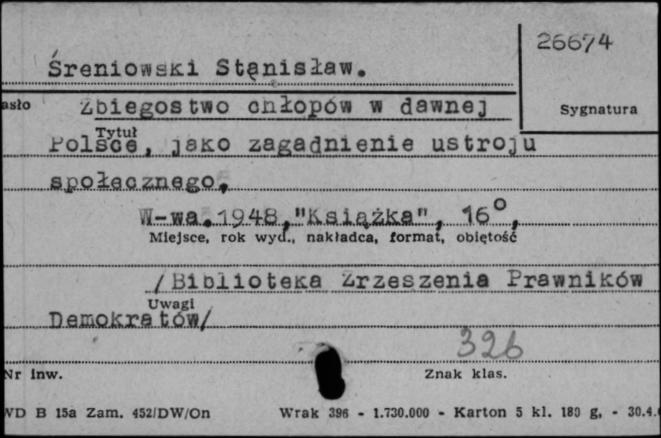 26674
Śreniowski Stanisław.
asło Zbiegostwo chłopów w dawnej
Sygnatura
Tytuł
Polsce, jako zagadnienie ustroju
społecznego,
W-wa.1948,"Książka", 16°,
Miejsce, rok wyd., nakładca, format, objętość
/Biblioteka Zrzeszenia Prawników
Uwagi
Demokratów/
326
Nr inw.
Znak klas.
WD B 15a Zam. 452/DW/On Wrak 396 - 1.730.000 - Karton 5 kl. 180 g. - 30.4.